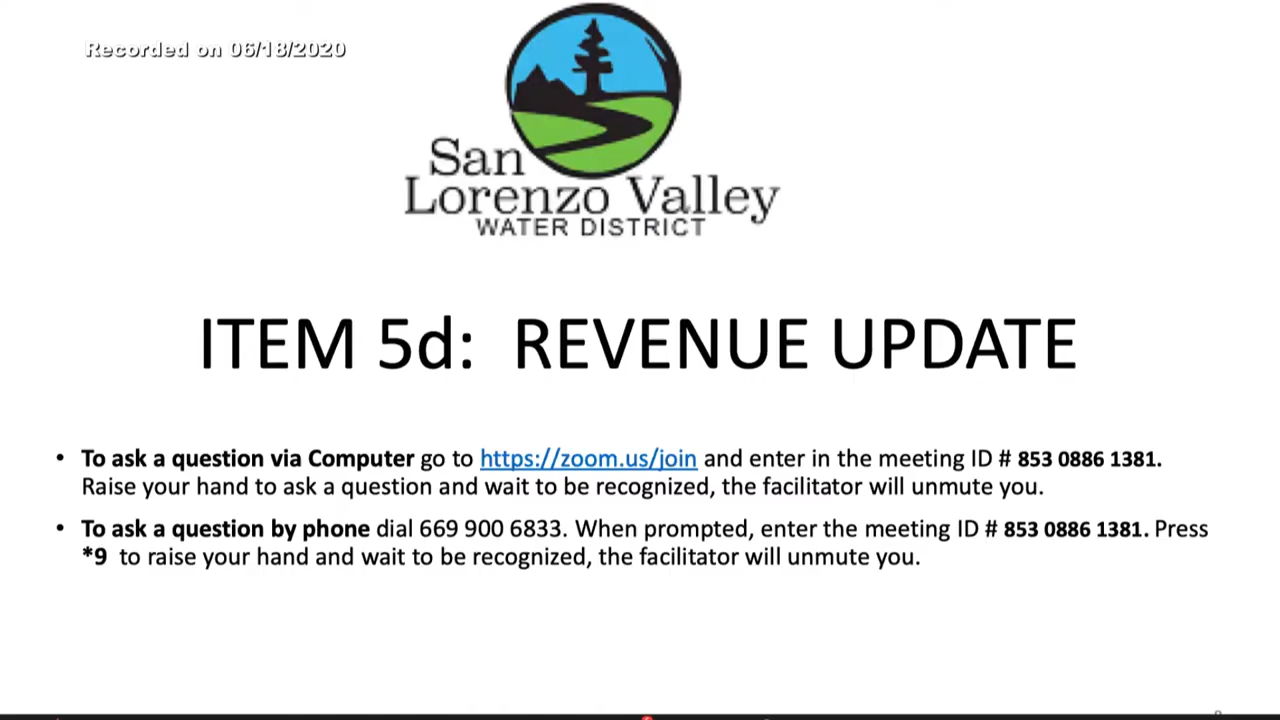 Recorded on 06/18/2020
San
Lorenzo Valley
WATER DISTRICT
ITEM 5d: REVENUE UPDATE
• To ask a question via Computer go to https://zoom.us/join and enter in the meeting ID # 853 0886 1381.
Raise your hand to ask a question and wait to be recognized, the facilitator will unmute you.
• To ask a question by phone dial 669 900 6833. When prompted, enter the meeting ID # 853 0886 1381. Press
*9 to raise your hand and wait to be recognized, the facilitator will unmute you.